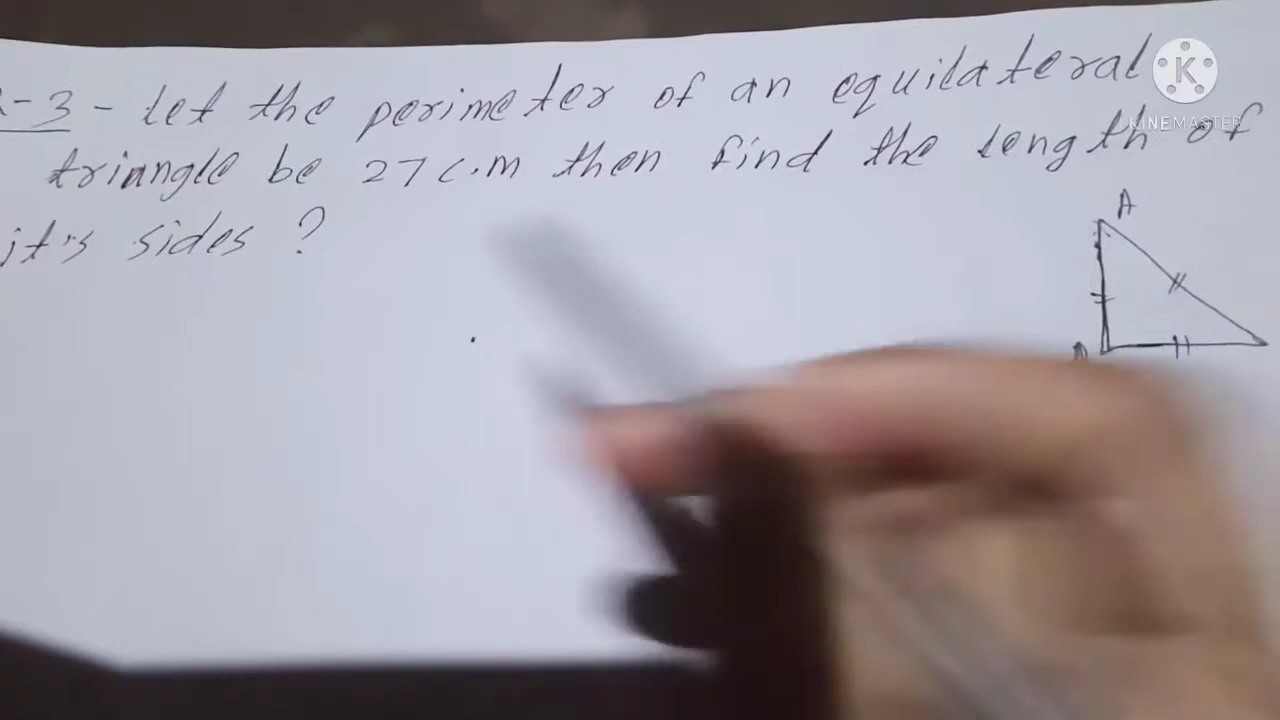 -3 - let the perimeter of an equilateral
triangle be 27 c.m then find the length of
it's sides ?
A
K
KINEMASTER